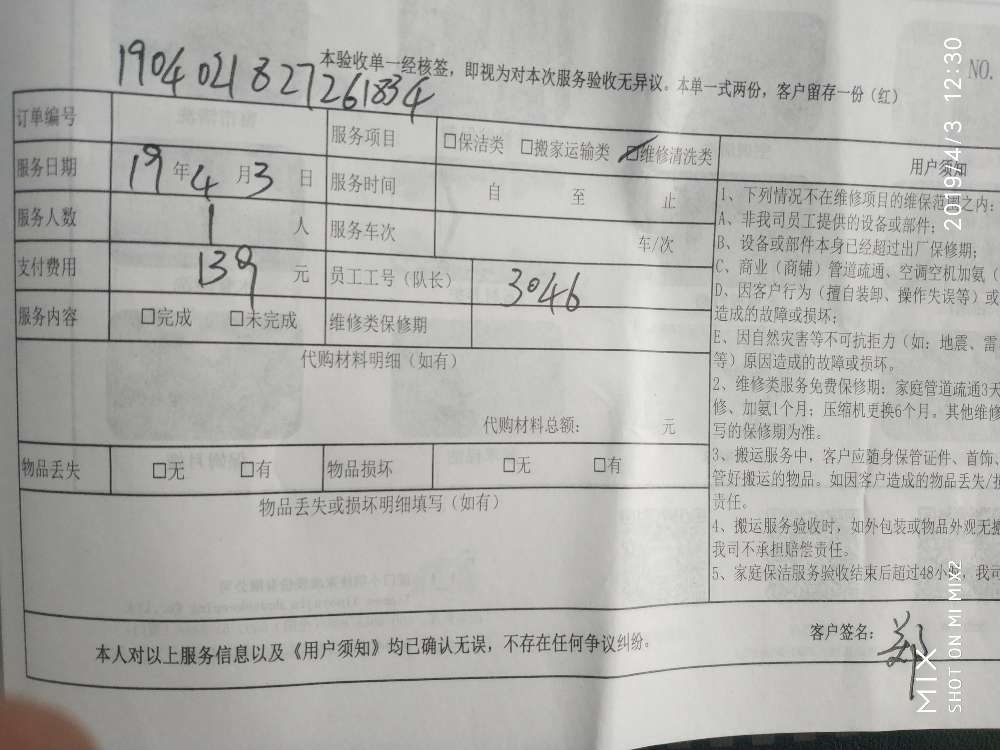 190402182726183​4
本验收单一经核签，即视为对本次服务验收无异议。本单一式两份，客户留存一份（红）
NO.
订单编号
服务项目 □保洁类 □搬家运输类 □维修清洗类
用户须知
服务日期 19 年 4 月 3 日 服务时间 自 至 止
服务人数 1 人 服务车次 车/次
支付费用 139 元 员工工号（队长） 3046
服务内容 □完成 □未完成 维修类保修期
代购材料明细（如有）
代购材料总额： 元
物品丢失 □无 □有 物品损坏 □无 □有
物品丢失或损坏明细填写（如有）
1、下列情况不在维修项目的维保范围之内：
A、非我司员工提供的设备或部件；
B、设备或部件本身已经超过出厂保修期；
C、商业（商铺）管道疏通、空调空机加氨（
D、因客户行为（擅自装卸、操作失误等）或
造成的故障或损坏；
E、因自然灾害等不可抗拒力（如：地震、雷
等）原因造成的故障或损坏。
2、维修类服务免费保修期：家庭管道疏通3天
修、加氨1个月；压缩机更换6个月。其他维修
写的保修期为准。
3、搬运服务中，客户应随身保管证件、首饰、
管好搬运的物品。如因客户造成的物品丢失/损
责任。
4、搬运服务验收时，如外包装或物品外观无
我司不承担赔偿责任。
5、家庭保洁服务验收结束后超过48小时，我司
本人对以上服务信息以及《用户须知》均已确认无误，不存在任何争议纠纷。
客户签名： 郑
2019/4/3 12:30
MIX
SHOT ON MI MIX2